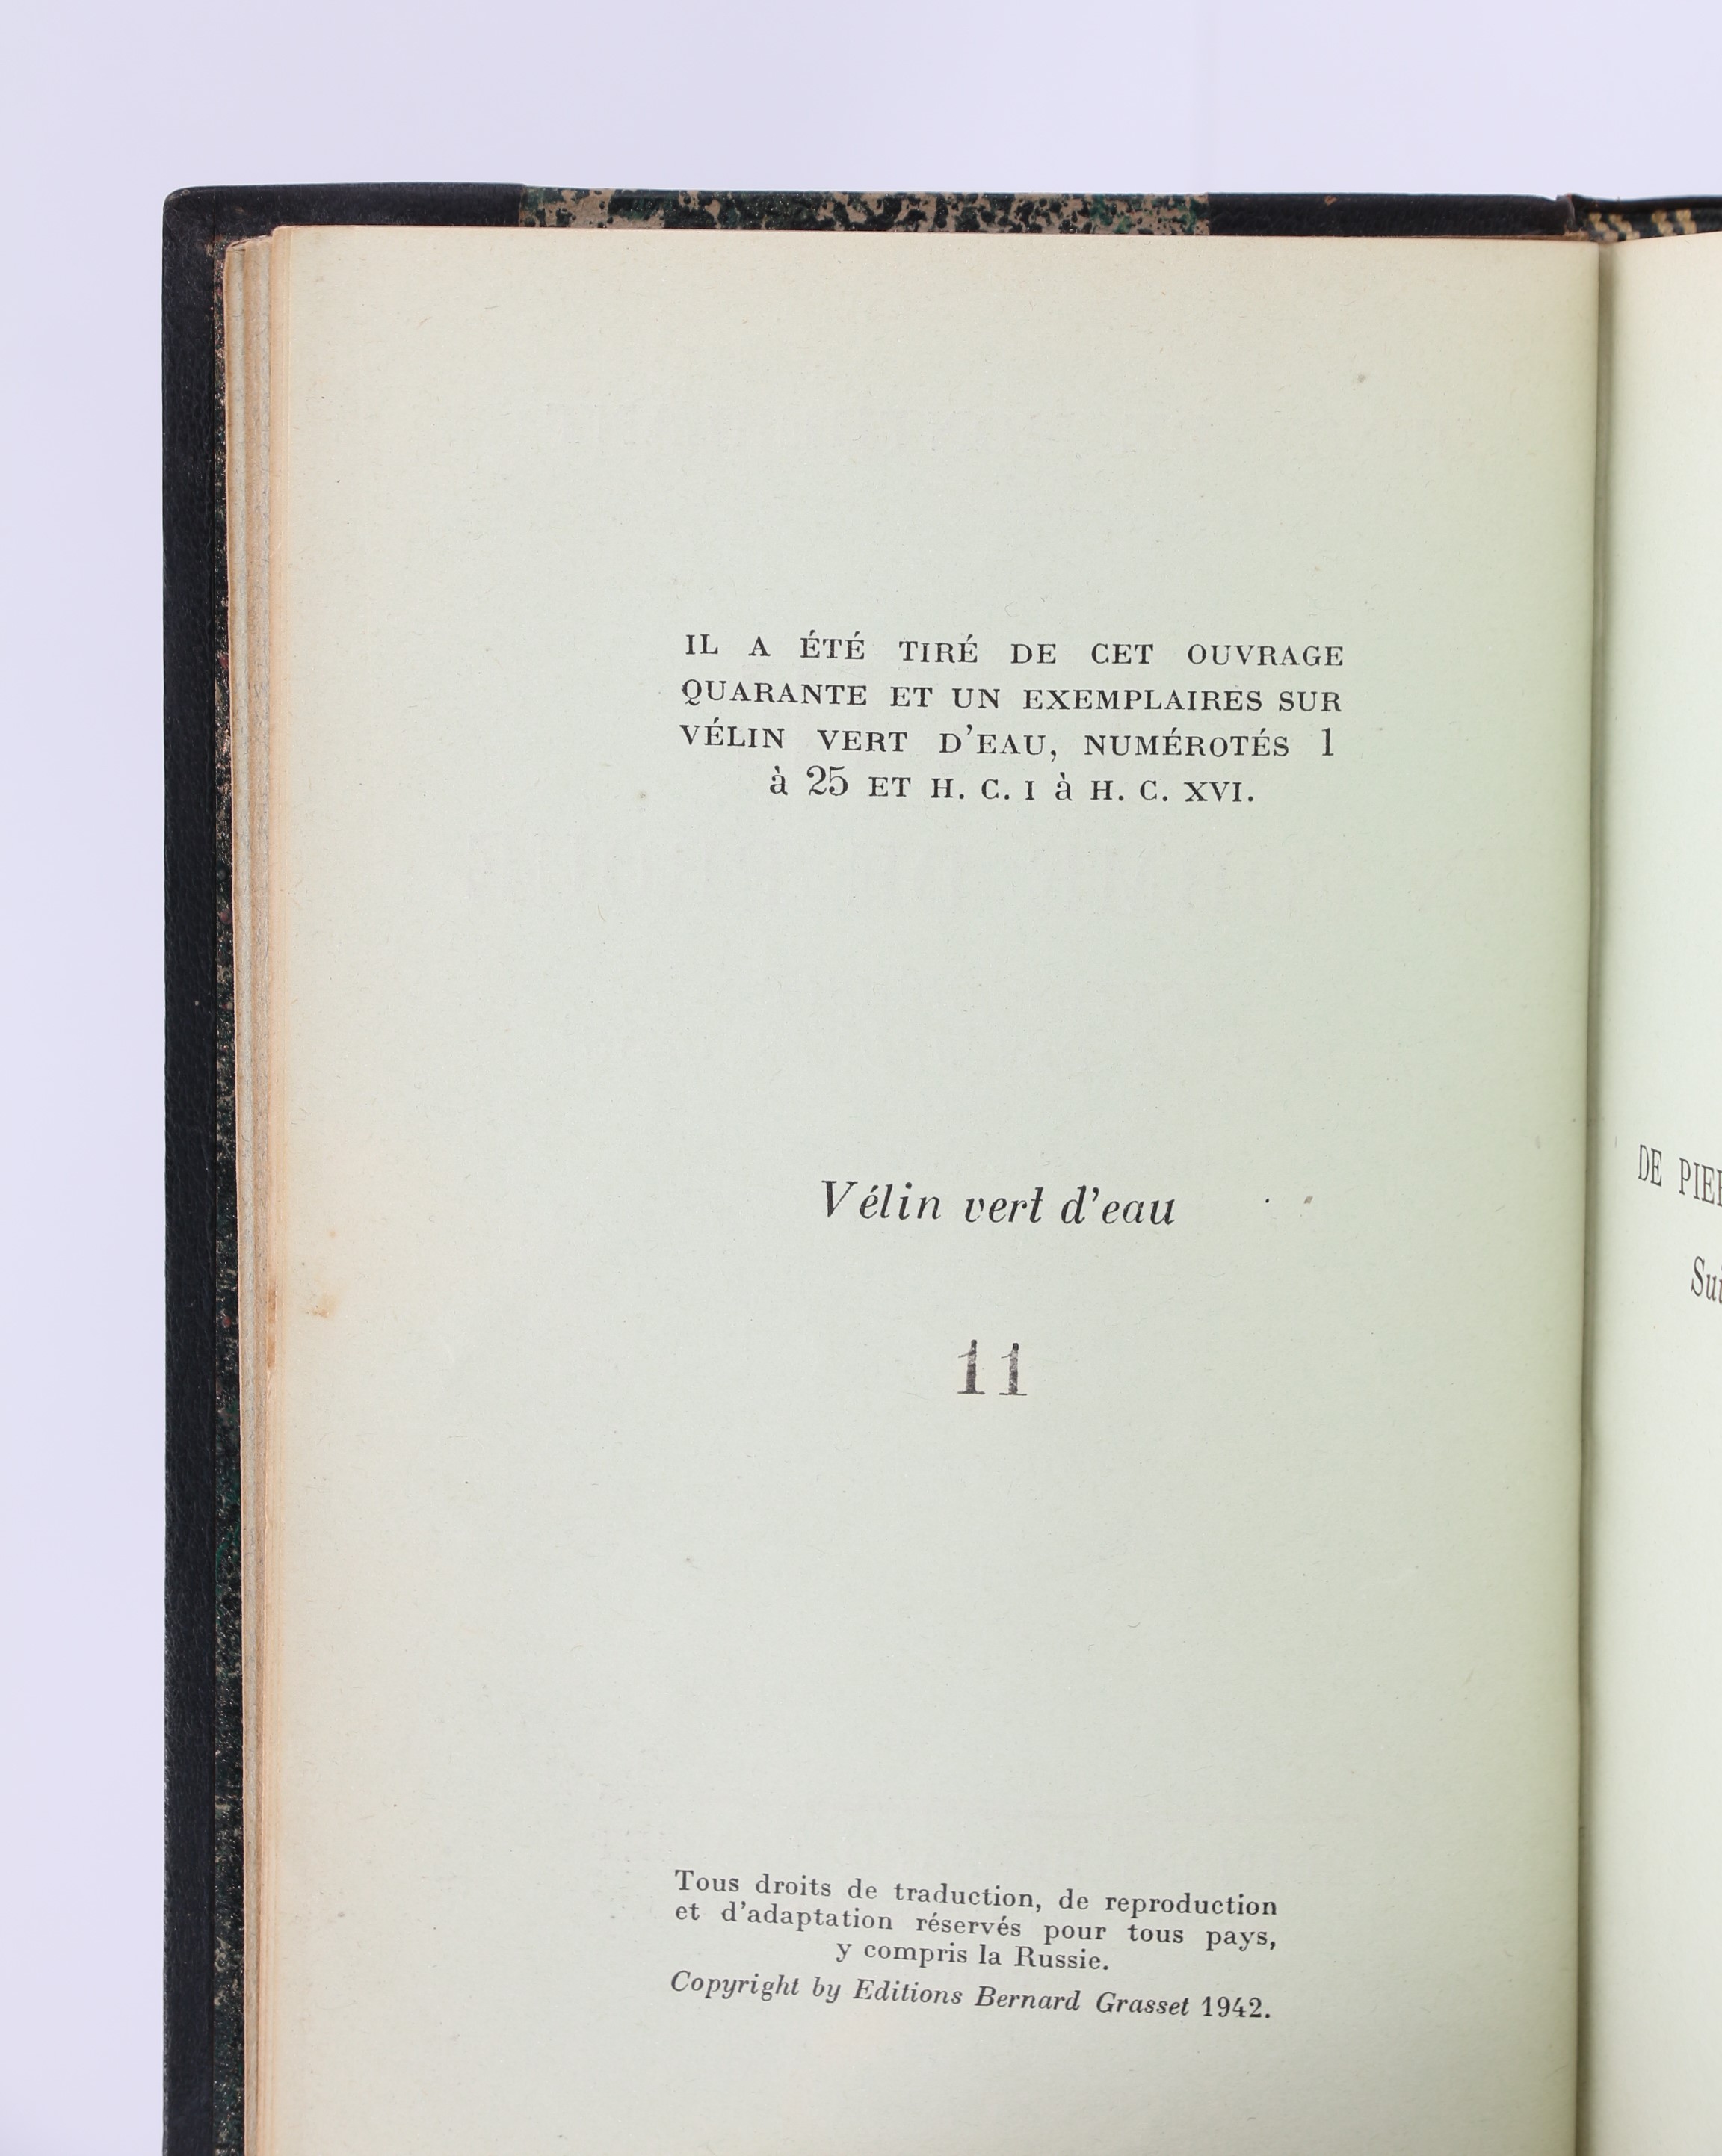 IL A ÉTÉ TIRÉ DE CET OUVRAGE
QUARANTE ET UN EXEMPLAIRES SUR
VÉLIN VERT D'EAU, NUMÉROTÉS 1
à 25 ET H. C. I à H. C. XVI.
Vélin vert d'eau
11
Tous droits de traduction, de reproduction
et d'adaptation réservés pour tous pays,
y compris la Russie.
Copyright by Editions Bernard Grasset 1942.
DE